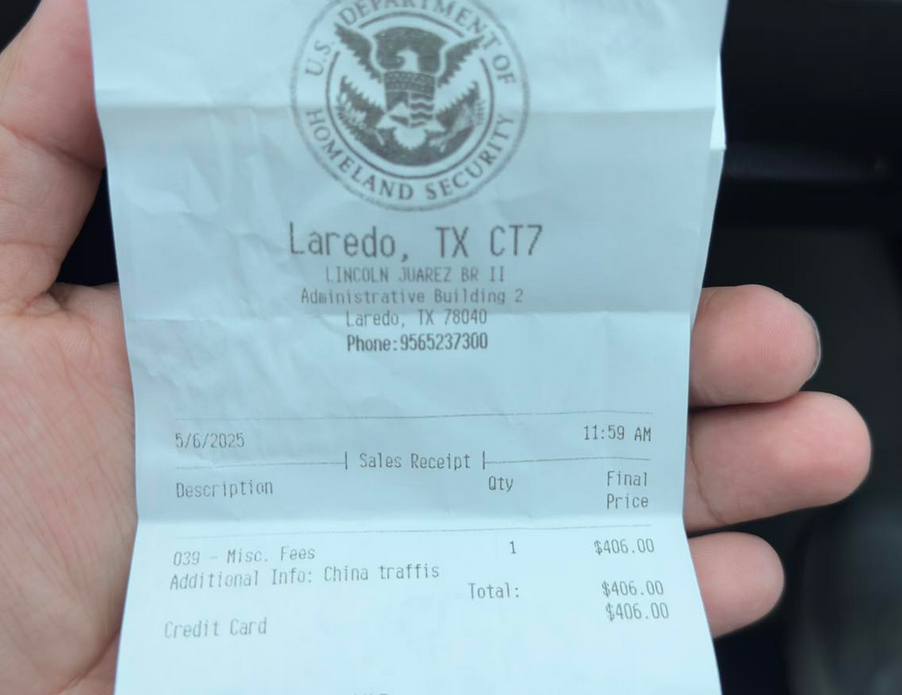 U.S. DEPARTMENT OF
HOMELAND SECURITY
Laredo, TX CT7
LINCOLN JUAREZ BR II
Administrative Building 2
Laredo, TX 78040
Phone:9565237300
5/6/2025 11:59 AM
Sales Receipt
Description Qty Final
Price
039 - Misc. Fees 1 $406.00
Additional Info: China traffis
Total: $406.00
Credit Card $406.00